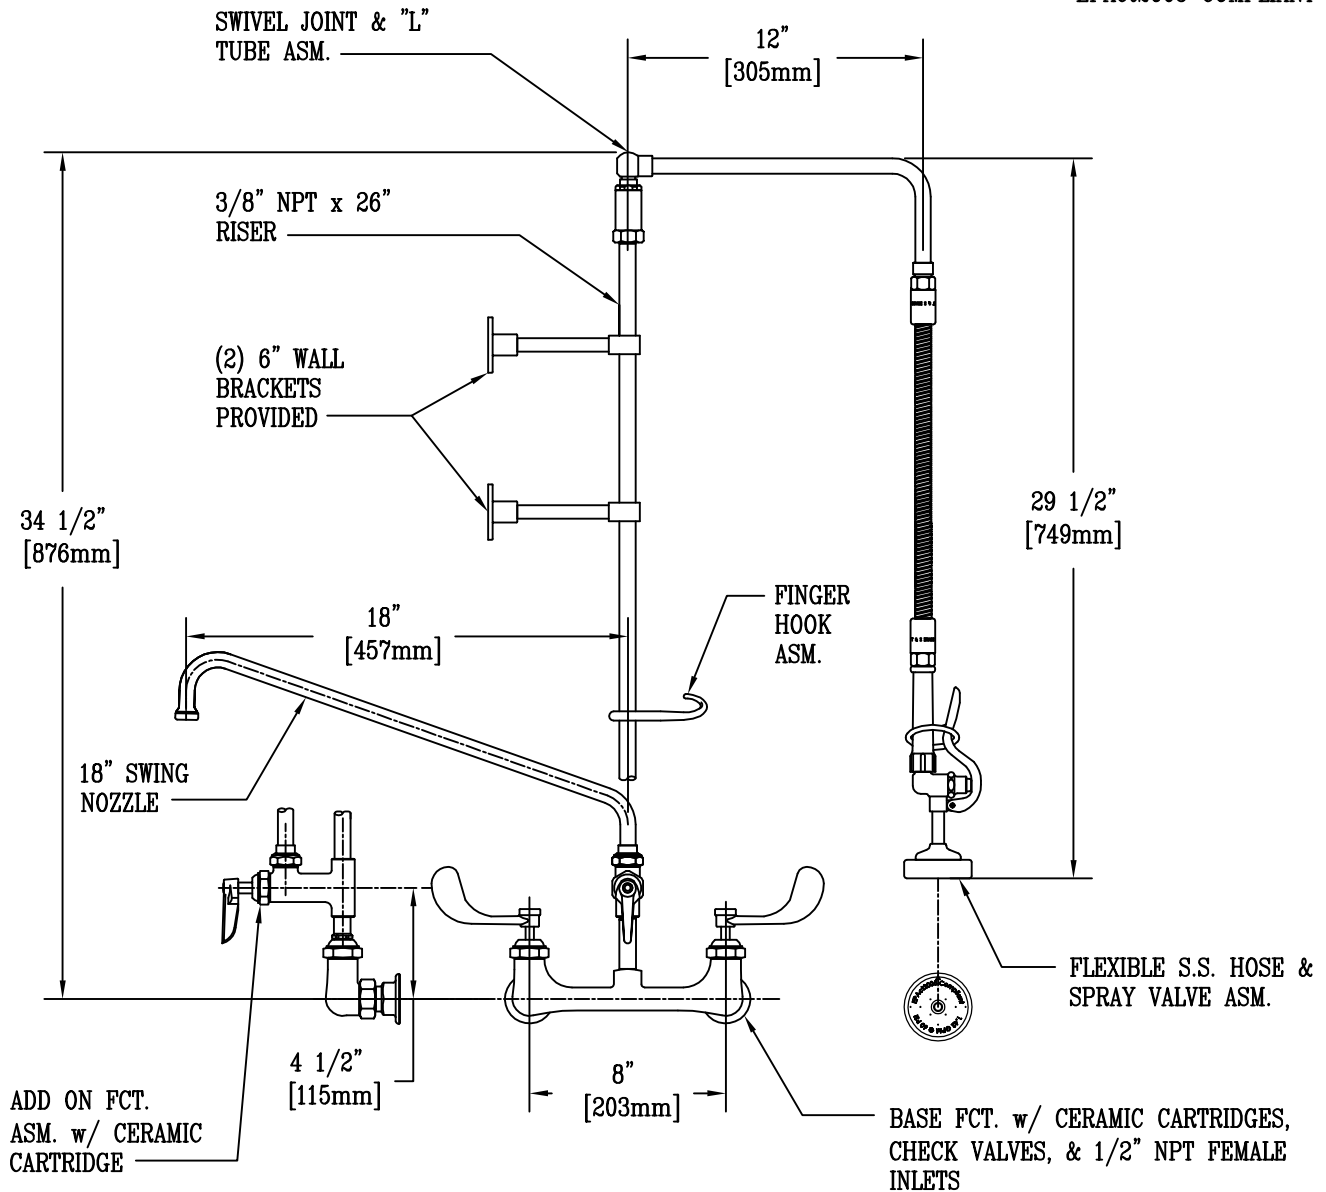 SWIVEL JOINT & "L"
TUBE ASM.
12"
[305mm]
3/8" NPT x 26"
RISER
(2) 6" WALL
BRACKETS
PROVIDED
34 1/2"
[876mm]
29 1/2"
[749mm]
18"
[457mm]
FINGER
HOOK
ASM.
18" SWING
NOZZLE
FLEXIBLE S.S. HOSE &
SPRAY VALVE ASM.
4 1/2"
[115mm]
8"
[203mm]
ADD ON FCT.
ASM. w/ CERAMIC
CARTRIDGE
BASE FCT. w/ CERAMIC CARTRIDGES,
CHECK VALVES, & 1/2" NPT FEMALE
INLETS